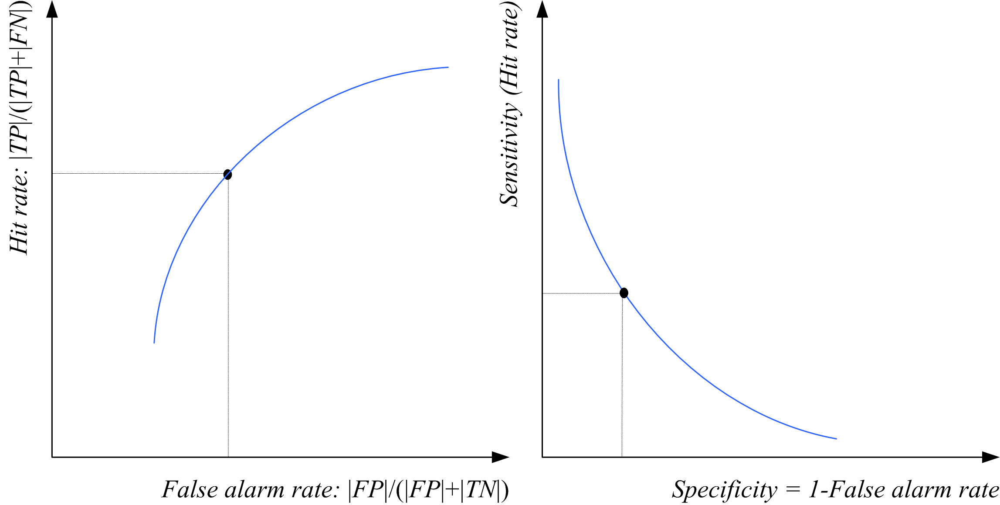 Hit rate: |TP|/(|TP|+|FN|)
False alarm rate: |FP|/(|FP|+|TN|)
Sensitivity (Hit rate)
Specificity = 1-False alarm rate